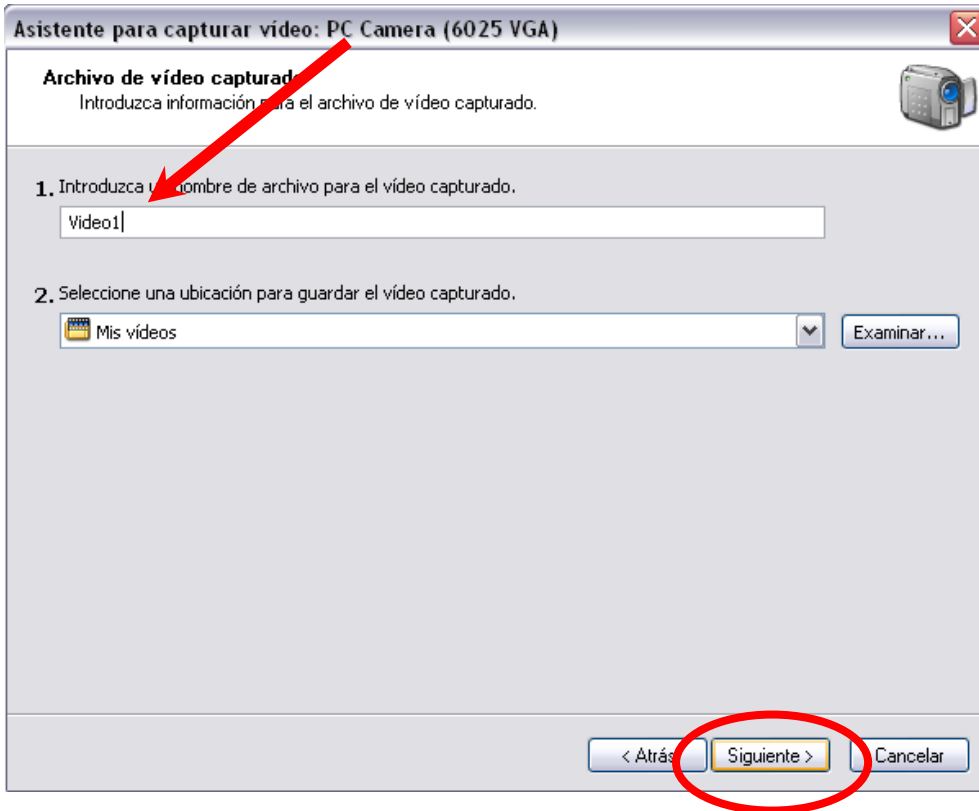 Asistente para capturar vídeo: PC Camera (6025 VGA)
Archivo de vídeo capturado
Introduzca información para el archivo de vídeo capturado.
1. Introduzca un nombre de archivo para el vídeo capturado.
Video1
2. Seleccione una ubicación para guardar el vídeo capturado.
Mis vídeos
Examinar...
< Atrás
Siguiente >
Cancelar